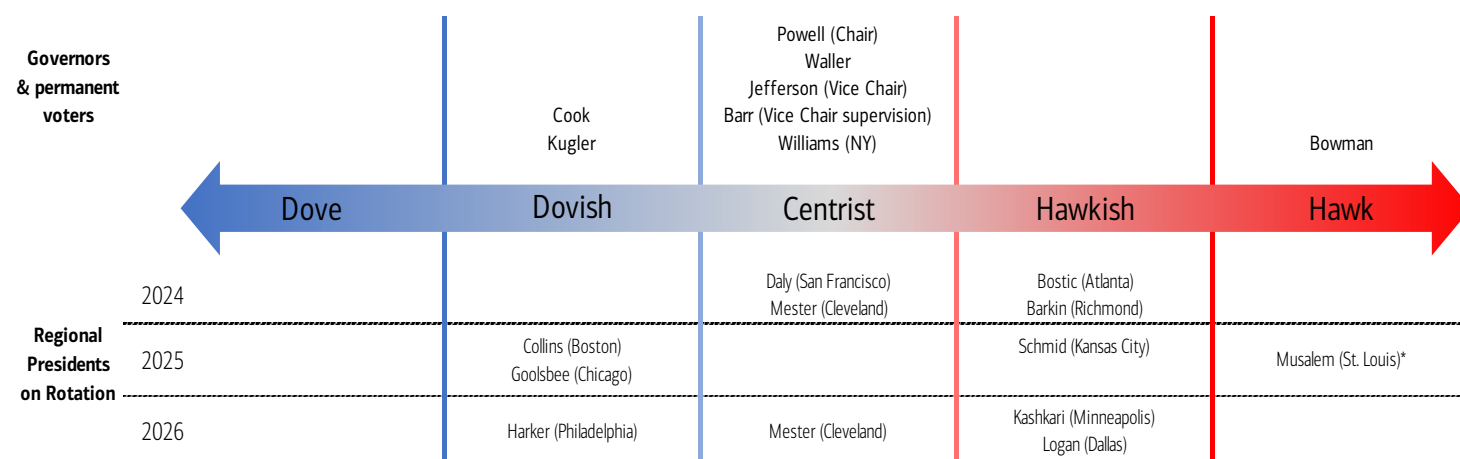 Governors
& permanent
voters
Cook
Kugler
Powell (Chair)
Waller
Jefferson (Vice Chair)
Barr (Vice Chair supervision)
Williams (NY)
Bowman
Dove
Dovish
Centrist
Hawkish
Hawk
Regional
Presidents
on Rotation
2024
Daly (San Francisco)
Mester (Cleveland)
Bostic (Atlanta)
Barkin (Richmond)
2025
Collins (Boston)
Goolsbee (Chicago)
Schmid (Kansas City)
Musalem (St. Louis)*
2026
Harker (Philadelphia)
Mester (Cleveland)
Kashkari (Minneapolis)
Logan (Dallas)